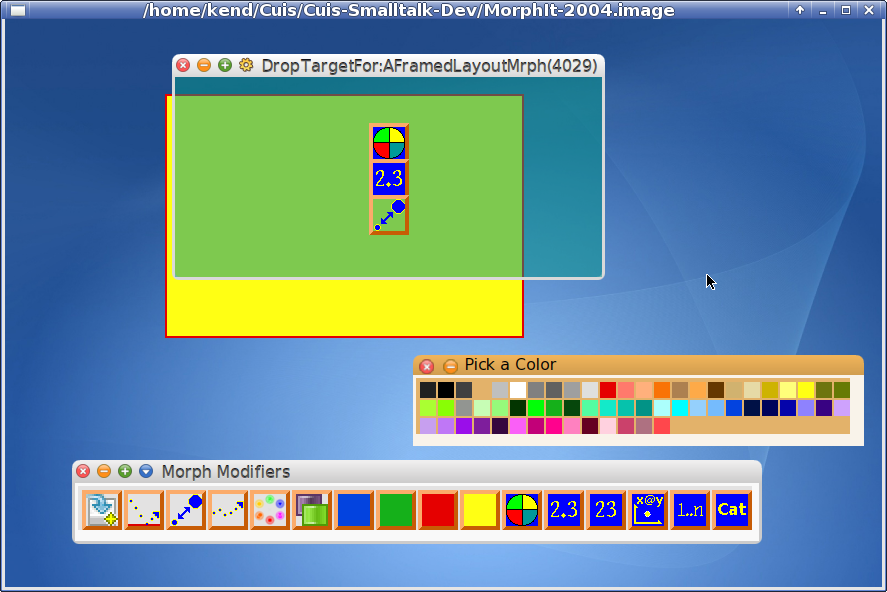 /home/kend/Cuis/Cuis-Smalltalk-Dev/MorphIt-2004.image
DropTargetFor:AFramedLayoutMrph(4029)
2.3
Pick a Color
Morph Modifiers
2.3 23 x@y 1..n Cat